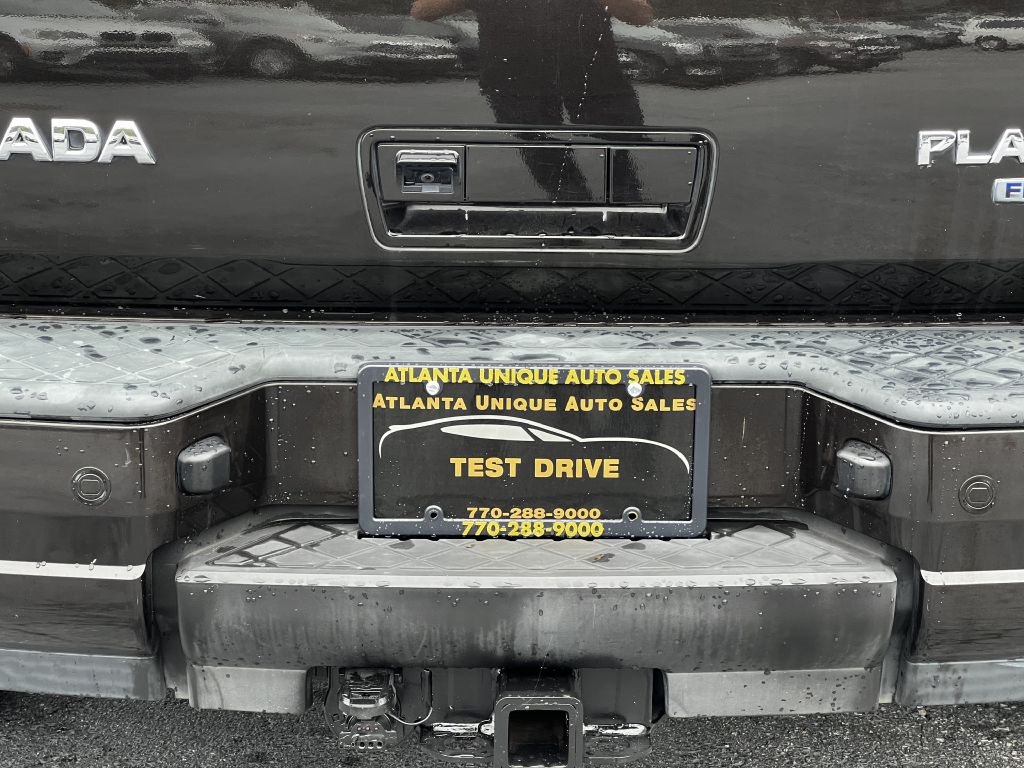 ADA
PLA
F
ATLANTA UNIQUE AUTO SALES
ATLANTA UNIQUE AUTO SALES
TEST DRIVE
770-288-9000
770-288-9000